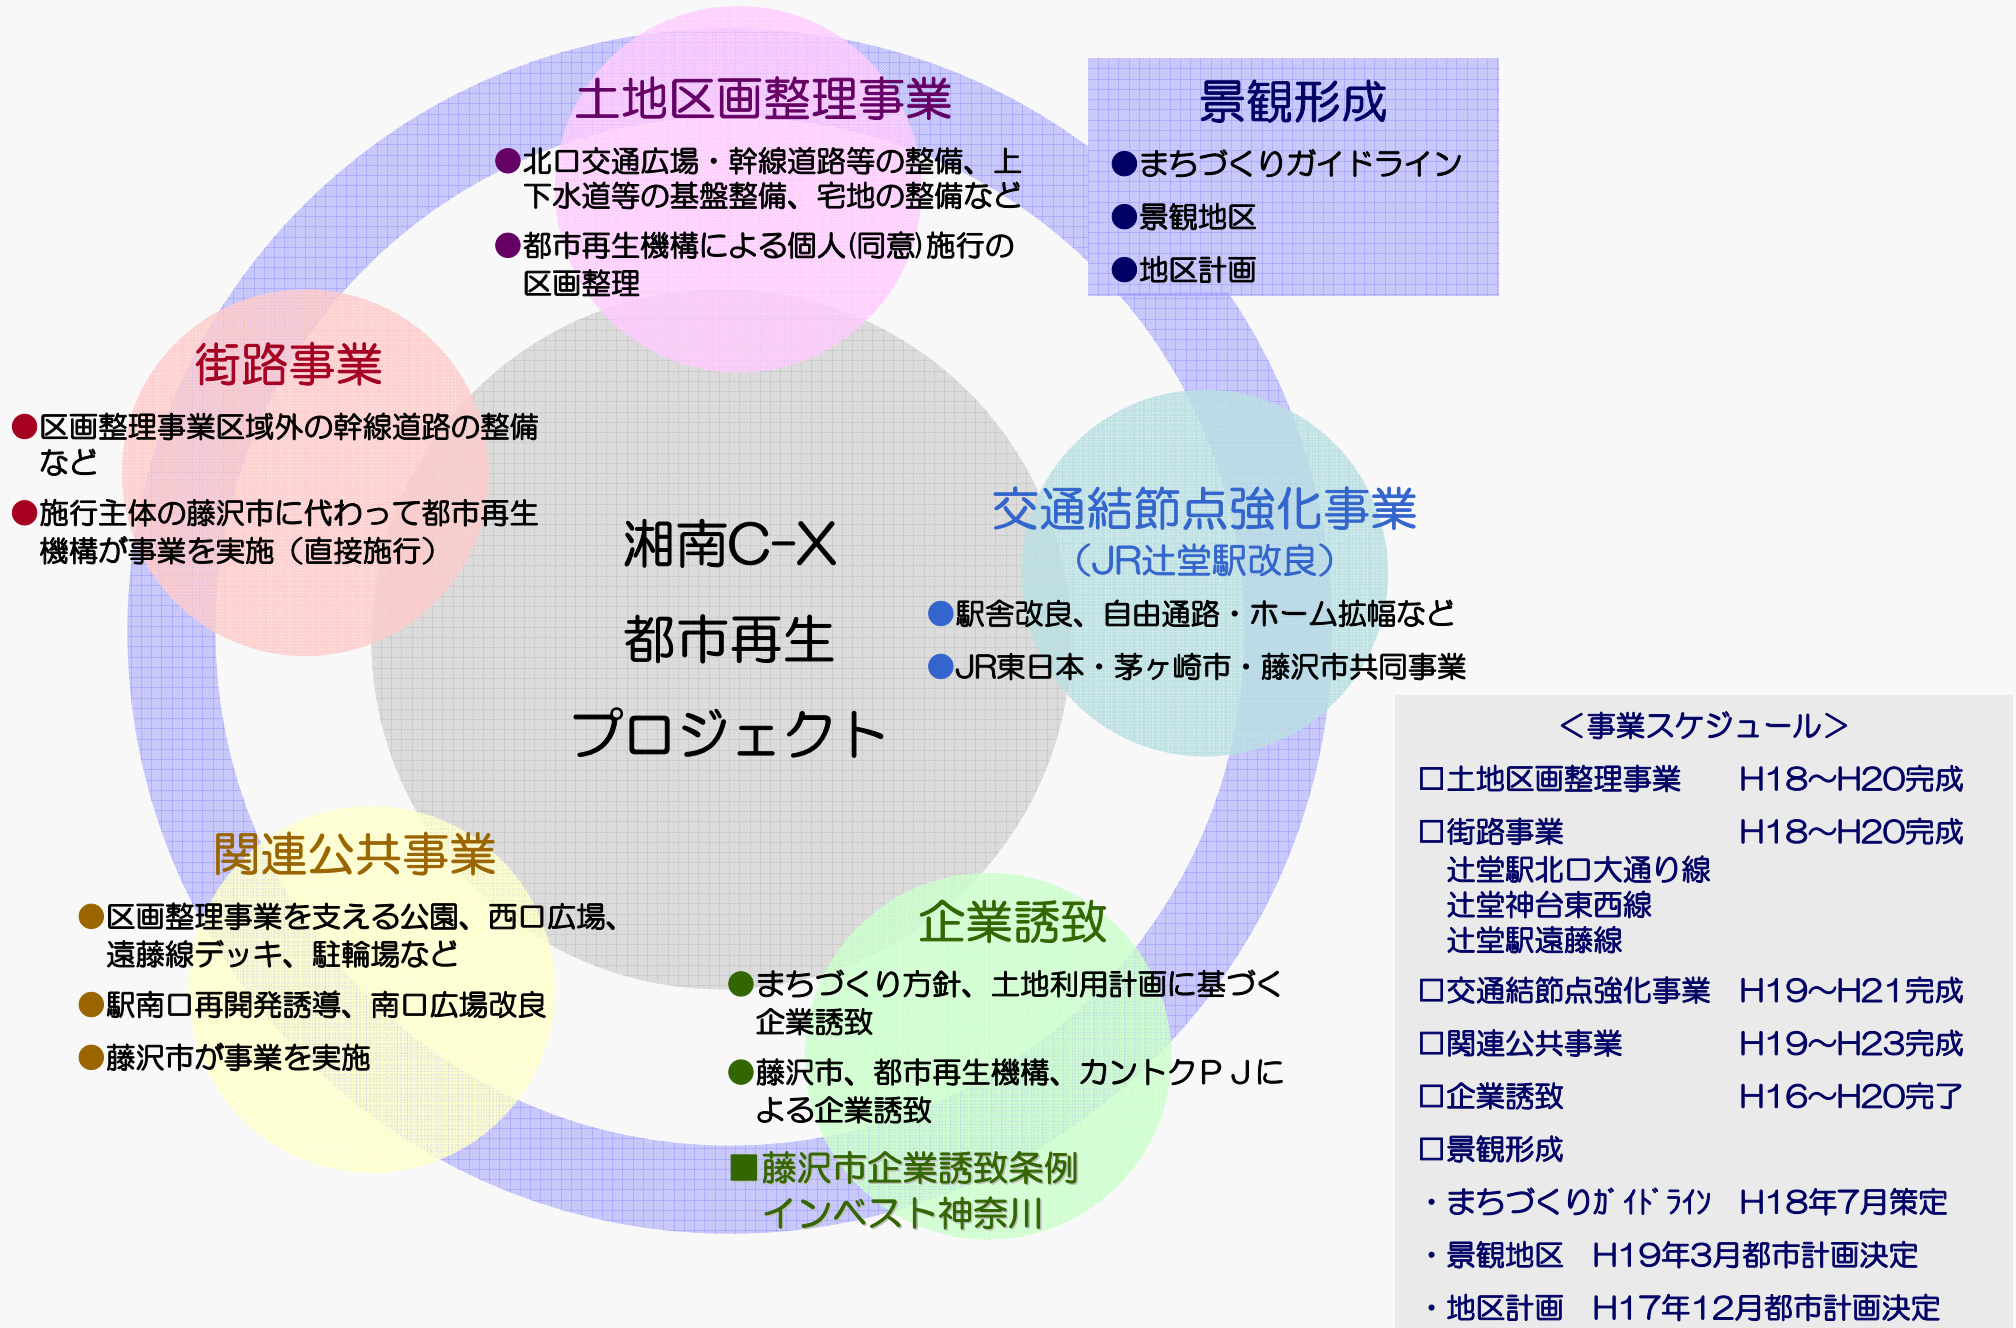 土地区画整理事業
●北口交通広場・幹線道路等の整備、上
下水道等の基盤整備、宅地の整備など
●都市再生機構による個人(同意)施行の
区画整理
景観形成
●まちづくりガイドライン
●景観地区
●地区計画
街路事業
●区画整理事業区域外の幹線道路の整備
など
●施行主体の藤沢市に代わって都市再生
機構が事業を実施（直接施行）
湘南C-X
都市再生
プロジェクト
交通結節点強化事業
（JR辻堂駅改良）
●駅舎改良、自由通路・ホーム拡幅など
●JR東日本・茅ヶ崎市・藤沢市共同事業
関連公共事業
●区画整理事業を支える公園、西口広場、
遠藤線デッキ、駐輪場など
●駅南口再開発誘導、南口広場改良
●藤沢市が事業を実施
企業誘致
●まちづくり方針、土地利用計画に基づく
企業誘致
●藤沢市、都市再生機構、カントクＰＪに
よる企業誘致
■藤沢市企業誘致条例
インベスト神奈川
＜事業スケジュール＞
□土地区画整理事業　　H18～H20完成
□街路事業　　　　　　H18～H20完成
辻堂駅北口大通り線
辻堂神台東西線
辻堂駅遠藤線
□交通結節点強化事業　H19～H21完成
□関連公共事業　　　　H19～H23完成
□企業誘致　　　　　　H16～H20完了
□景観形成
・まちづくりｶﾞｲﾄﾞﾗｲﾝ　H18年7月策定
・景観地区　H19年3月都市計画決定
・地区計画　H17年12月都市計画決定